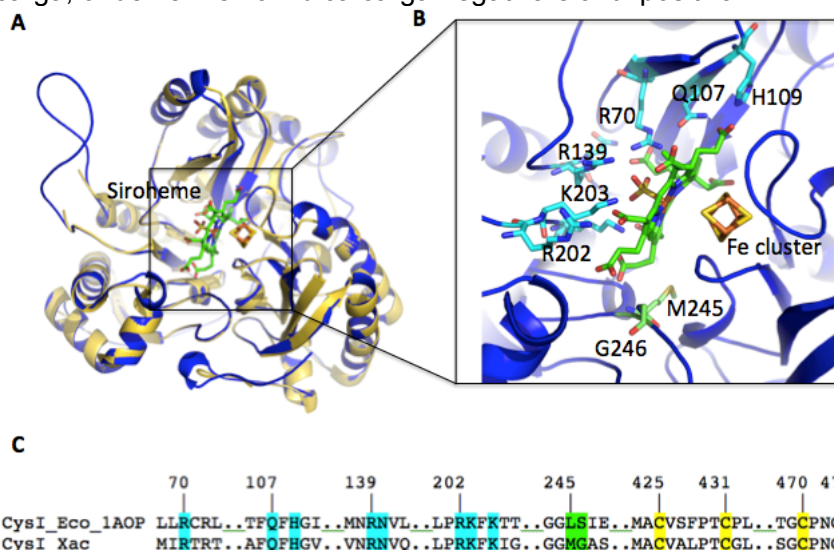 A
B
Siroheme
Q107
H109
R70
R139
K203
R202
Fe cluster
M245
G246
C
70 107 139 202 245 425 431 470 47
CysI_Eco_1AOP LLRCRL..TFQFHGI..MNRNVL..LPRKFKTT..GGLSIE..MACVSFPTCPL..TGCPN
CysI_Xac MIRTRT..AFQFHGV..VNRNVQ..LPRKFKIG..GGMGAS..MACVALPTCGL..SGCPN